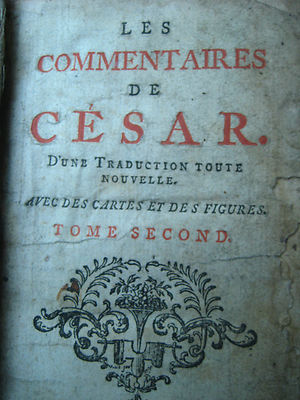 LES
COMMENTAIRES
DE
CÉSAR.
D'UNE TRADUCTION TOUTE
NOUVELLE.
AVEC DES CARTES ET DES FIGURES.
TOME SECOND.